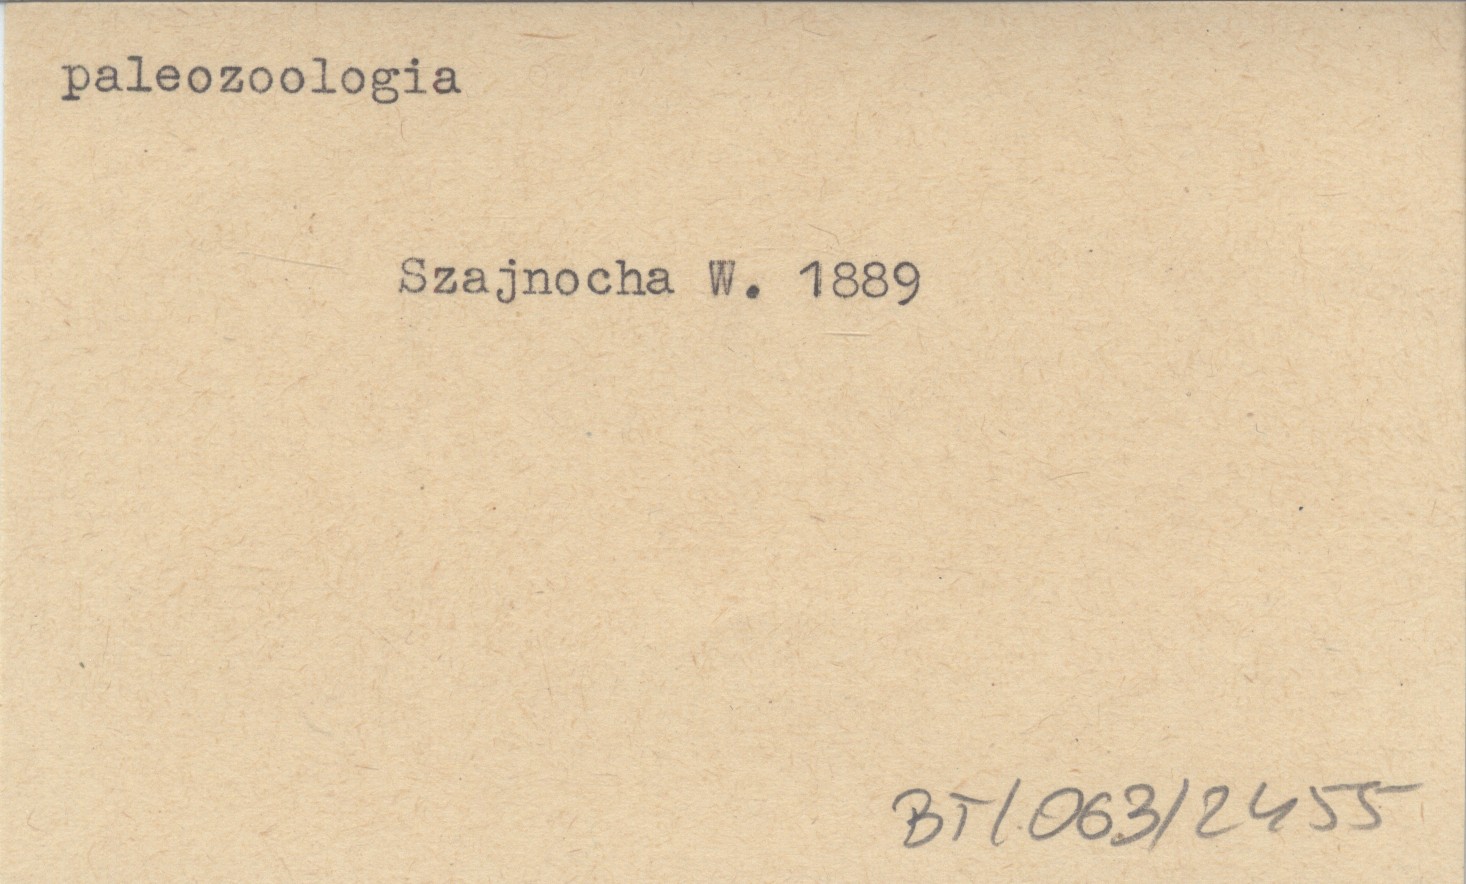 paleozoologia
Szajnocha W. 1889
BT/063/2455